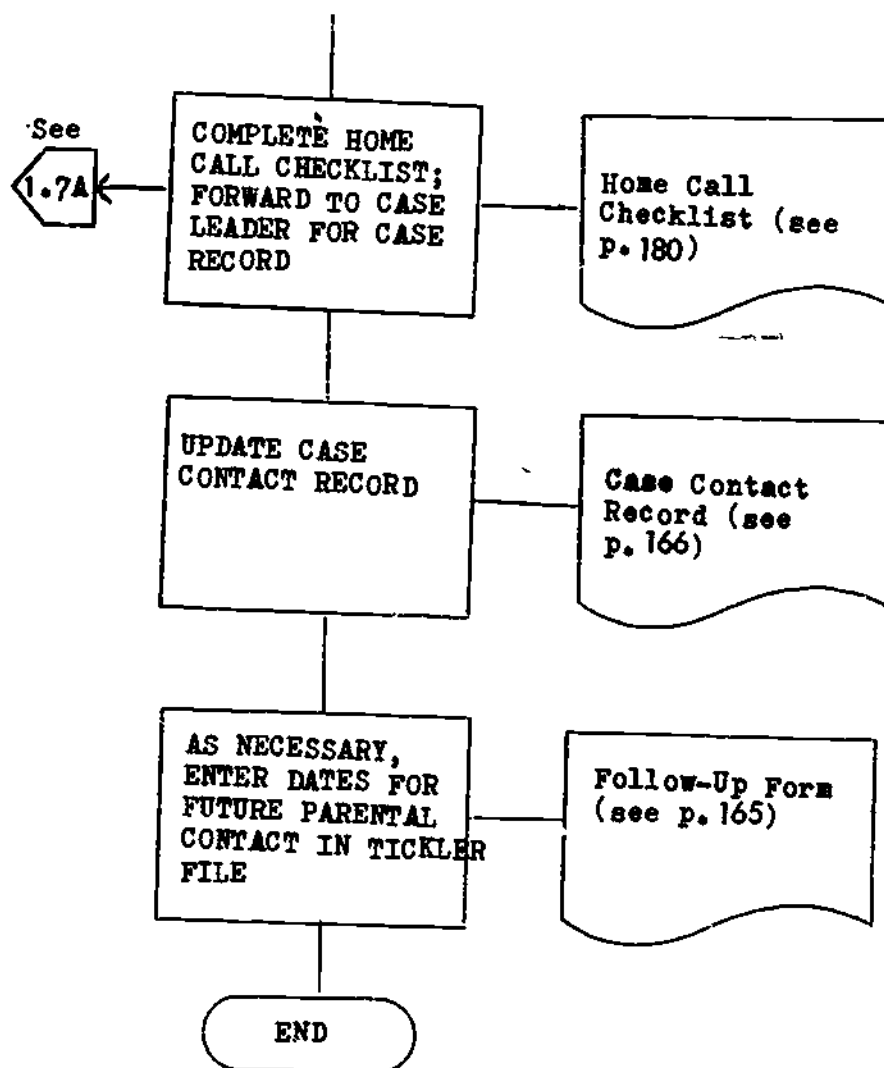 See
1.7A
COMPLETE HOME
CALL CHECKLIST;
FORWARD TO CASE
LEADER FOR CASE
RECORD
Home Call
Checklist (see
p. 180)
UPDATE CASE
CONTACT RECORD
Case Contact
Record (see
p. 166)
AS NECESSARY,
ENTER DATES FOR
FUTURE PARENTAL
CONTACT IN TICKLER
FILE
Follow-Up Form
(see p. 165)
END